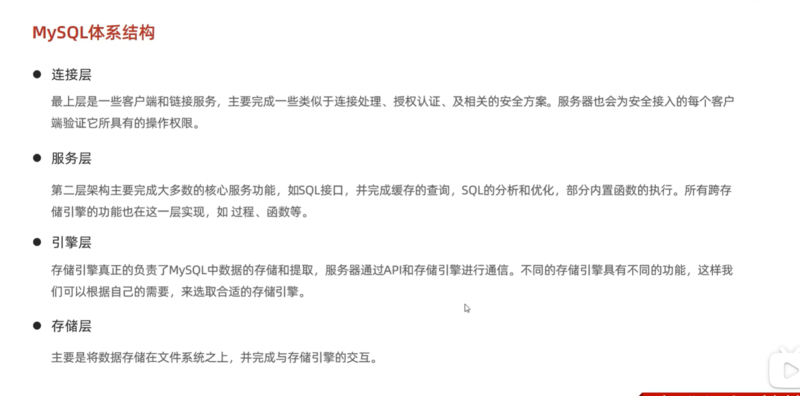 MySQL体系结构
连接层
最上层是一些客户端和链接服务，主要完成一些类似于连接处理、授权认证、及相关的安全方案。服务器也会为安全接入的每个客户
端验证它所具有的操作权限。
服务层
第二层架构主要完成大多数的核心服务功能，如SQL接口，并完成缓存的查询，SQL的分析和优化，部分内置函数的执行。所有跨存
储引擎的功能也在这一层实现，如 过程、函数等。
引擎层
存储引擎真正的负责了MySQL中数据的存储和提取，服务器通过API和存储引擎进行通信。不同的存储引擎具有不同的功能，这样我
们可以根据自己的需要，来选取合适的存储引擎。
存储层
主要是将数据存储在文件系统之上，并完成与存储引擎的交互。